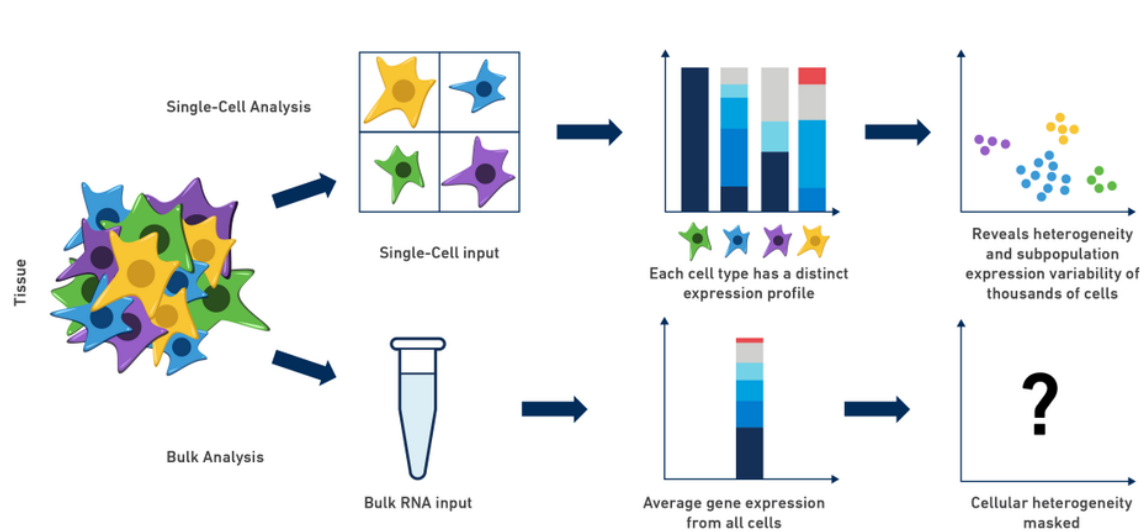 Single-Cell Analysis
Single-Cell input
Each cell type has a distinct
expression profile
Reveals heterogeneity
and subpopulation
expression variability of
thousands of cells
Tissue
Bulk Analysis
Bulk RNA input
Average gene expression
from all cells
?
Cellular heterogeneity
masked